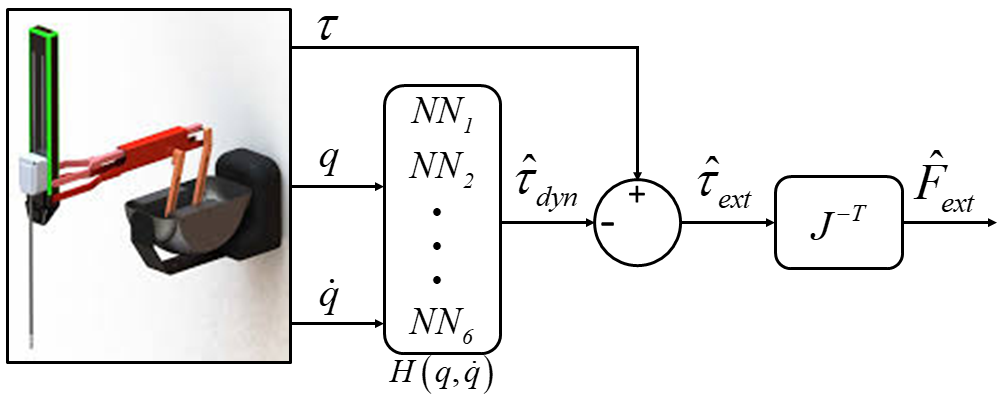 τ
q
q̇
NN₁
NN₂
.
.
.
NN₆
H(q,q̇)
τ̂_dyn
+
-
τ̂_ext
J^{-T}
F̂_ext